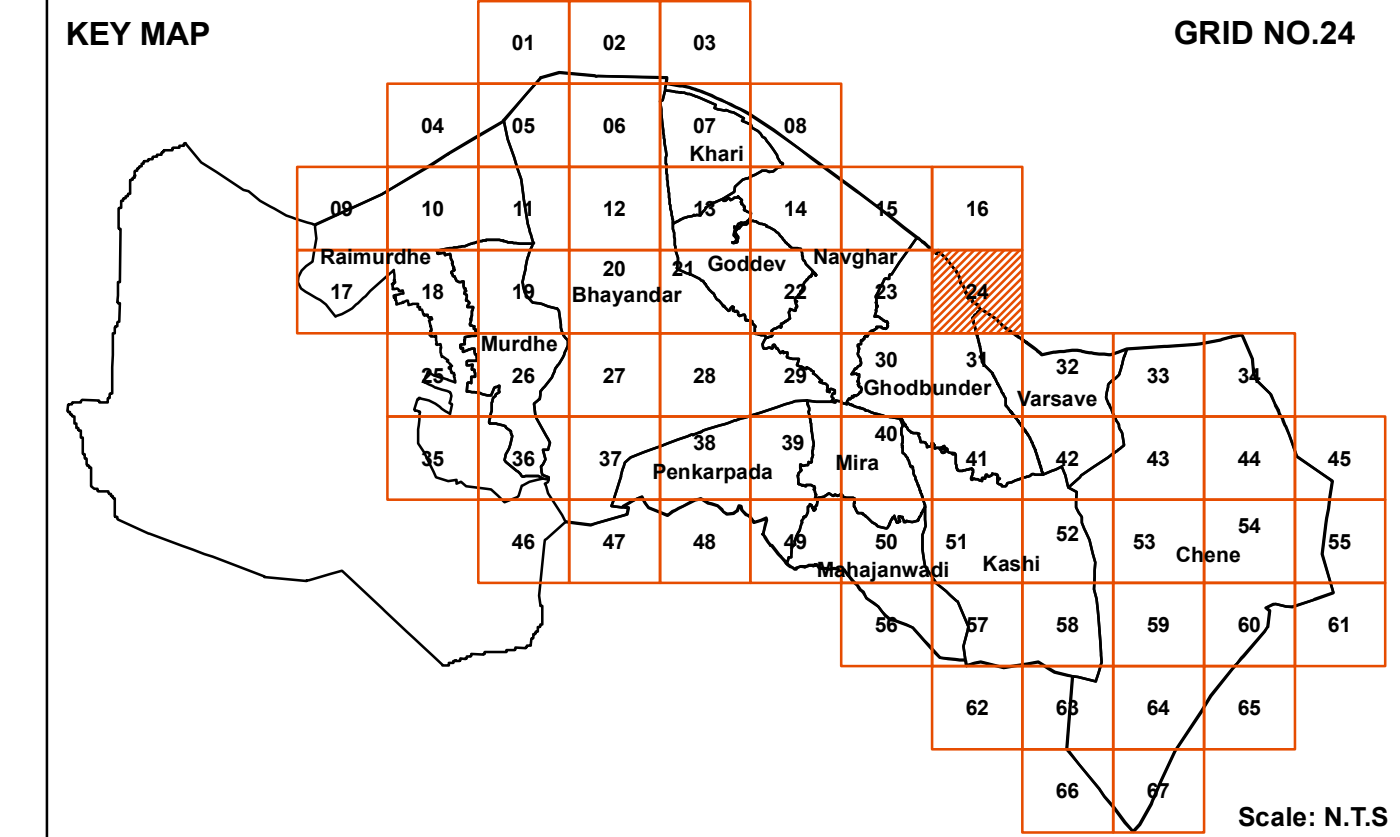 KEY MAP
GRID NO.24
01 02 03
04 05 06 07 08
Khari
09 10 11 12 13 14 15 16
Raimurdhe
Goddev
Navghar
17 18 19 20 21 22 23 24
Bhayandar
Murdhe
25 26 27 28 29 30 31 32 33 34
Ghodbunder
Varsave
35 36 37 38 39 40 41 42 43 44 45
Penkarpada
Mira
46 47 48 49 50 51 52 53 54 55
Mahajanwadi
Kashi
Chene
56 57 58 59 60 61
62 63 64 65
66 67
Scale: N.T.S